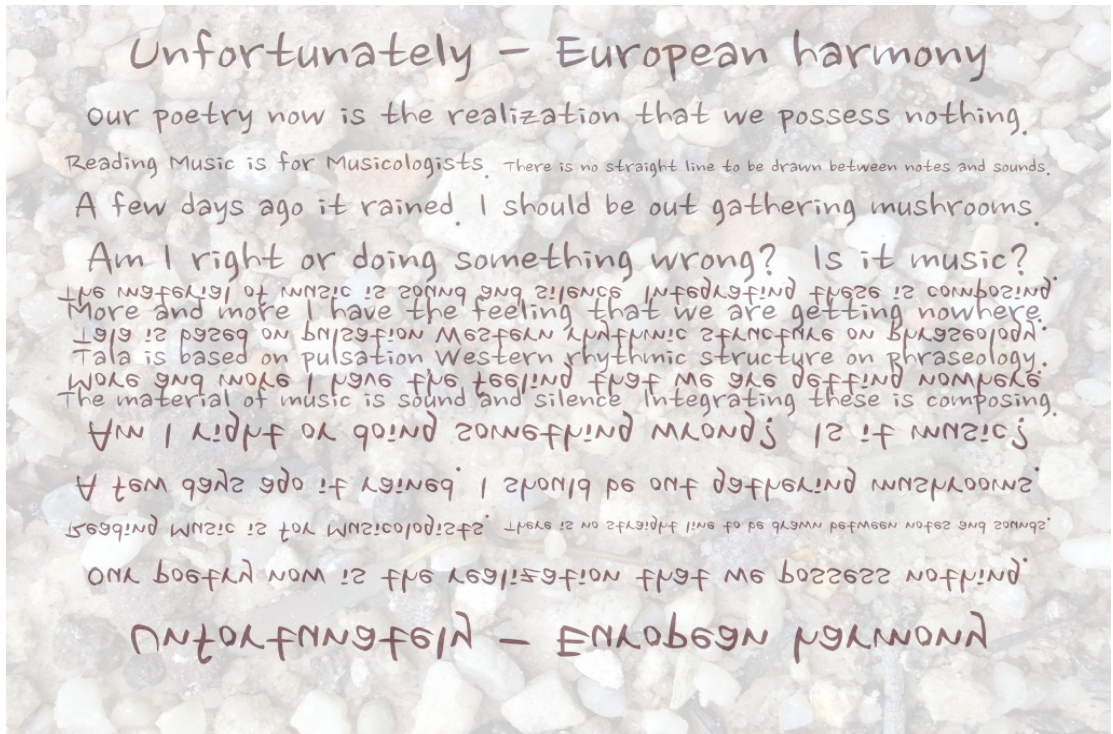 Unfortunately – European harmony
Our poetry now is the realization that we possess nothing.
Reading Music is for Musicologists. There is no straight line to be drawn between notes and sounds.
A few days ago it rained. I should be out gathering mushrooms.
Am I right or doing something wrong? Is it music?
The material of music is sound and silence Integrating these is composing.
More and more I have the feeling that we are getting nowhere.
Tala is based on pulsation Western rhythmic structure on phraseology.
Tala is based on pulsation Western rhythmic structure on phraseology.
More and more I have the feeling that we are getting nowhere.
The material of music is sound and silence Integrating these is composing.
Am I right or doing something wrong? Is it music?
A few days ago it rained. I should be out gathering mushrooms.
Reading Music is for Musicologists. There is no straight line to be drawn between notes and sounds.
Our poetry now is the realization that we possess nothing.
Unfortunately – European harmony